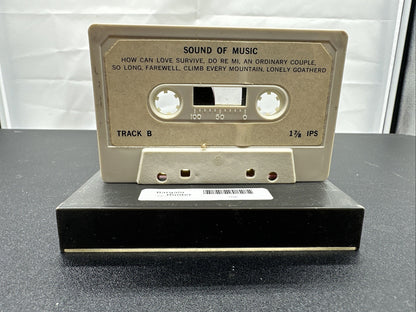 SOUND OF MUSIC
HOW CAN LOVE SURVIVE, DO RE MI, AN ORDINARY COUPLE,
SO LONG, FAREWELL, CLIMB EVERY MOUNTAIN, LONELY GOATHERD
100 50 0
TRACK B 1⅞ IPS